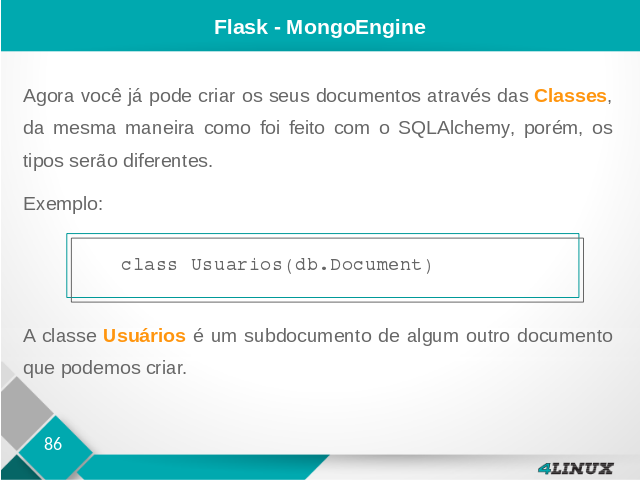 Flask - MongoEngine
Agora você já pode criar os seus documentos através das Classes,
da mesma maneira como foi feito com o SQLAlchemy, porém, os
tipos serão diferentes.
Exemplo:
class Usuarios(db.Document)
A classe Usuários é um subdocumento de algum outro documento
que podemos criar.
86
4LINUX